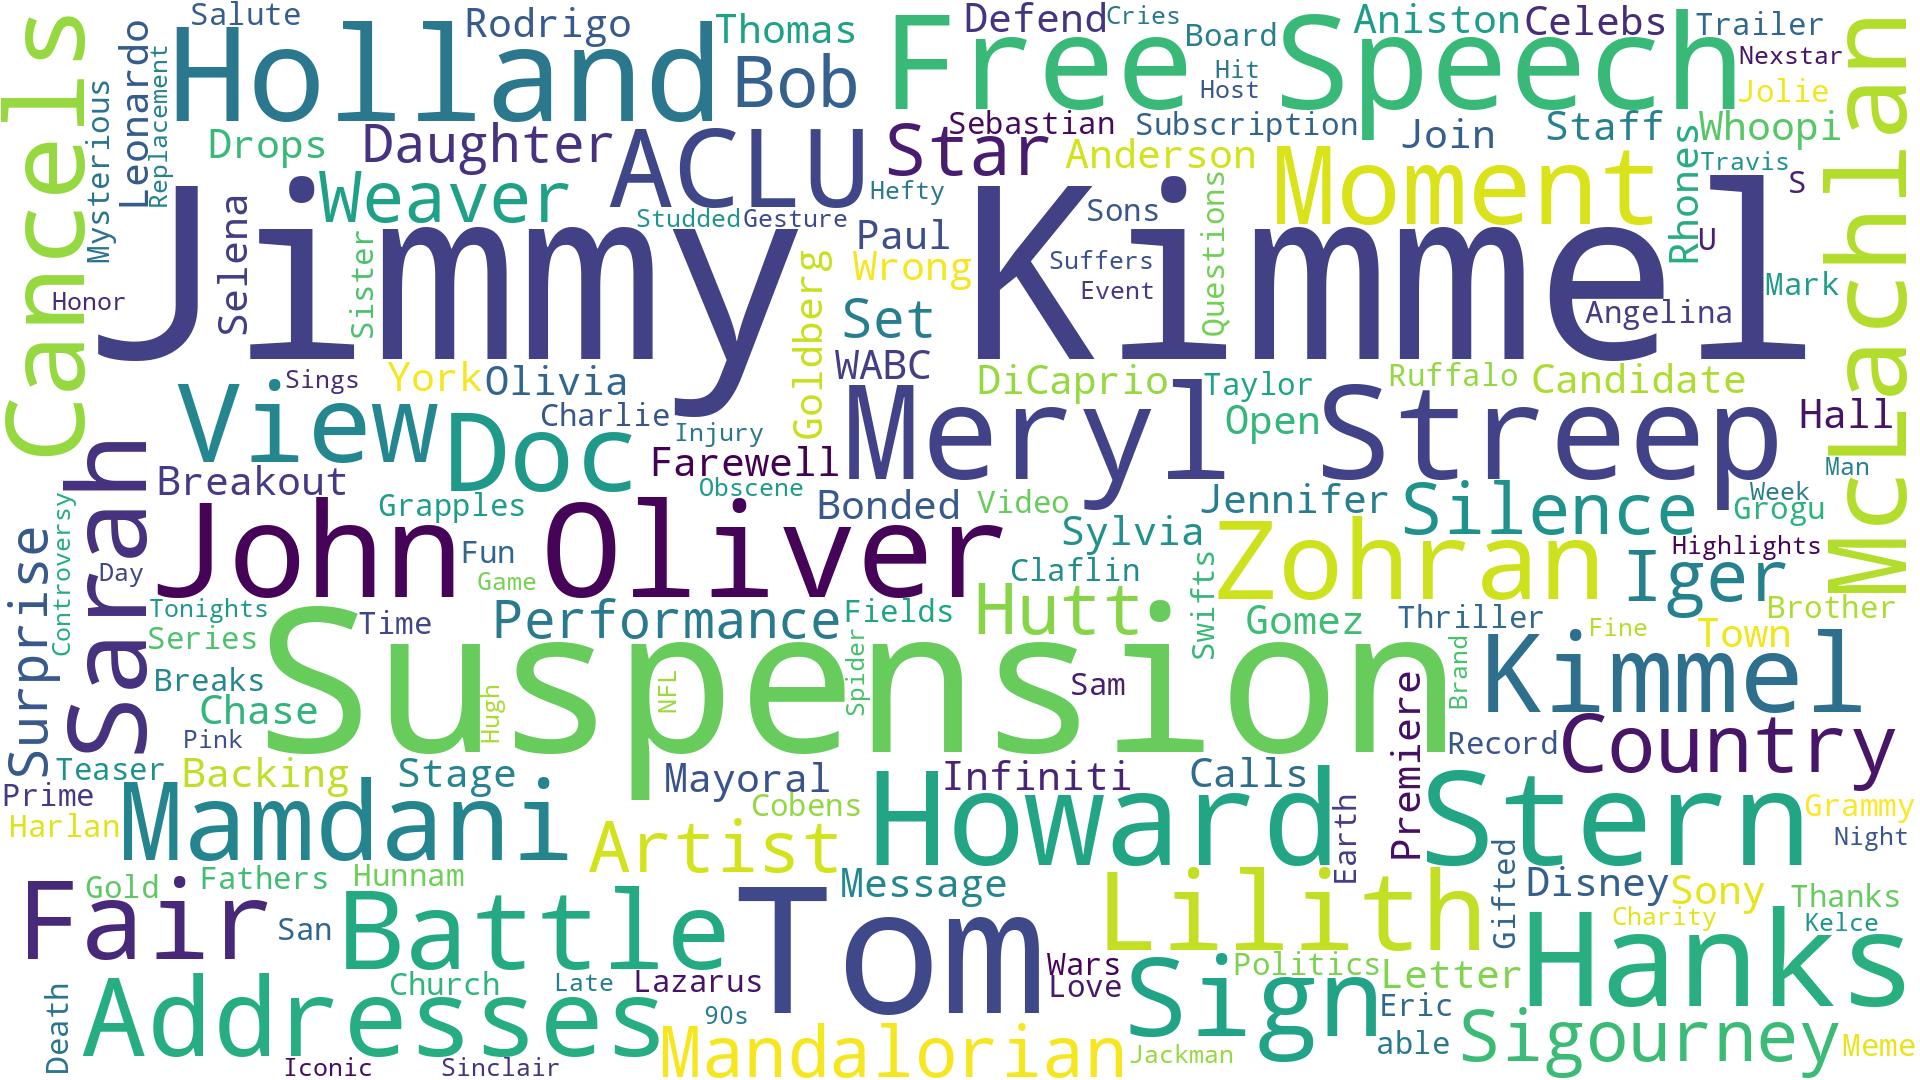 Cancels
Salute
Holland
Rodrigo
Thomas
Bob
Free Speech
Defend
Cries
Board
Hit
Host
Aniston
Celebs
Trailer
Nexstar
Jolie
McLachlan
Leonardo
Replacement
Mysterious
Drops
Daughter
ACLU
Star
Sebastian
Subscription
Join
Staff
Whoopi
Travis
S
Rhones
U
Anderson
Moment
Weaver
Hefty
Studded
Gesture
Paul
Sons
Questions
Selena
Sister
Jimmy Kimmel
Goldberg
Wrong
Suffers
Event
Mark
Honor
Angelina
Set
WABC
Sings
York
Olivia
DiCaprio
Taylor
Ruffalo
Candidate
View
Doc
Charlie
Injury
Meryl Streep
Open
Hall
Sarah
Breakout
Farewell
Obscene
Man
Grapples
Bonded
Video
Jennifer
Silence
Week
Grogu
Controversy
Surprise
John Oliver
Fun
Game
Sylvia
Claflin
Swifts
Zohran
Highlights
Iger
Day
Tonights
Time
Performance
Fields
Hutt
Gomez
Thriller
Brother
Series
Suspension
Spider
Fine
Town
Kimmel
Brand
Breaks
Chase
Hugh
NFL
Sam
Premiere
Pink
Record
Country
Teaser
Backing
Stage
Mayoral
Infiniti
Calls
Prime
Harlan
Mamdani
Cobens
Howard Stern
Earth
Grammy
Night
Artist
Gold
Fathers
Hunnam
Message
Lilith
Gifted
Disney
Sony
Thanks
Charity
Kelce
Fair
San
Battle
Tom Hanks
Wars
Love
Sign
Politics
Letter
Death
Addresses
Church
Late
Lazarus
90s
Eric
able
Iconic
Sinclair
Mandalorian
Jackman
Sigourney
Meme